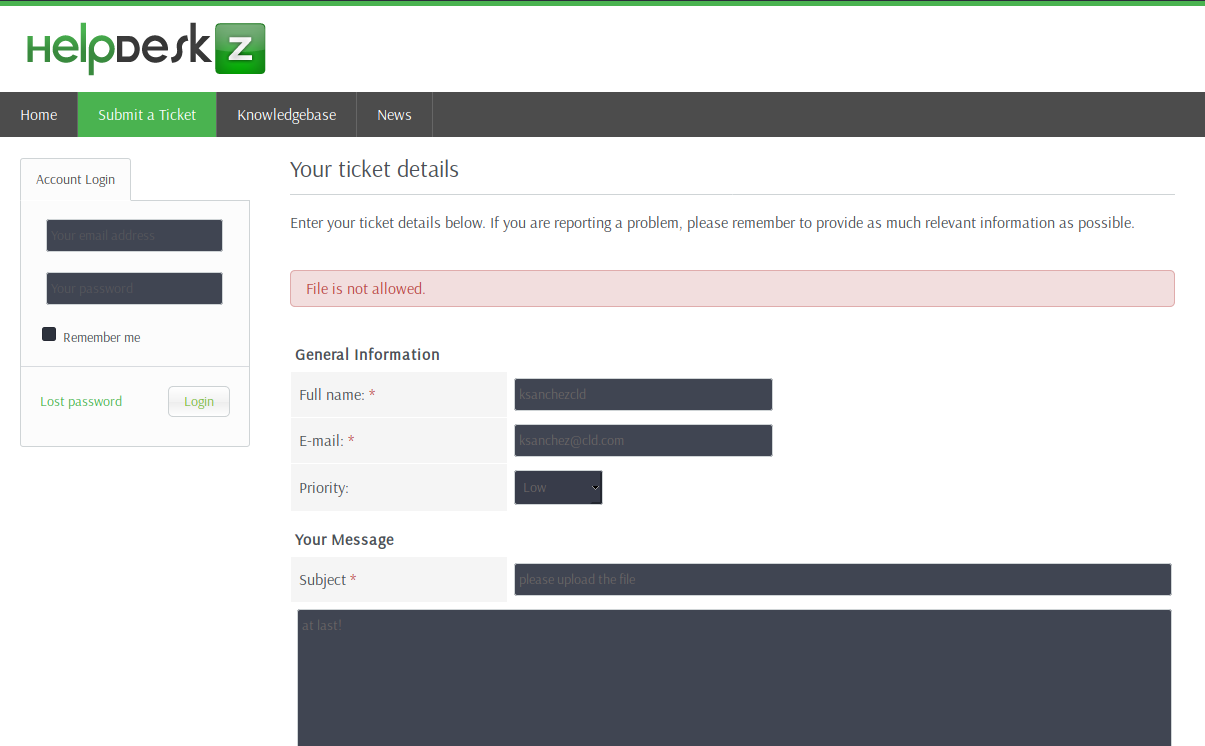 HelpDesk Z
Home Submit a Ticket Knowledgebase News
Account Login
Your email address
Your password
Remember me
Lost password Login
Your ticket details
Enter your ticket details below. If you are reporting a problem, please remember to provide as much relevant information as possible.
File is not allowed.
General Information
Full name: * ksanchezcld
E-mail: * ksanchez@cld.com
Priority: Low
Your Message
Subject * please upload the file
at last!